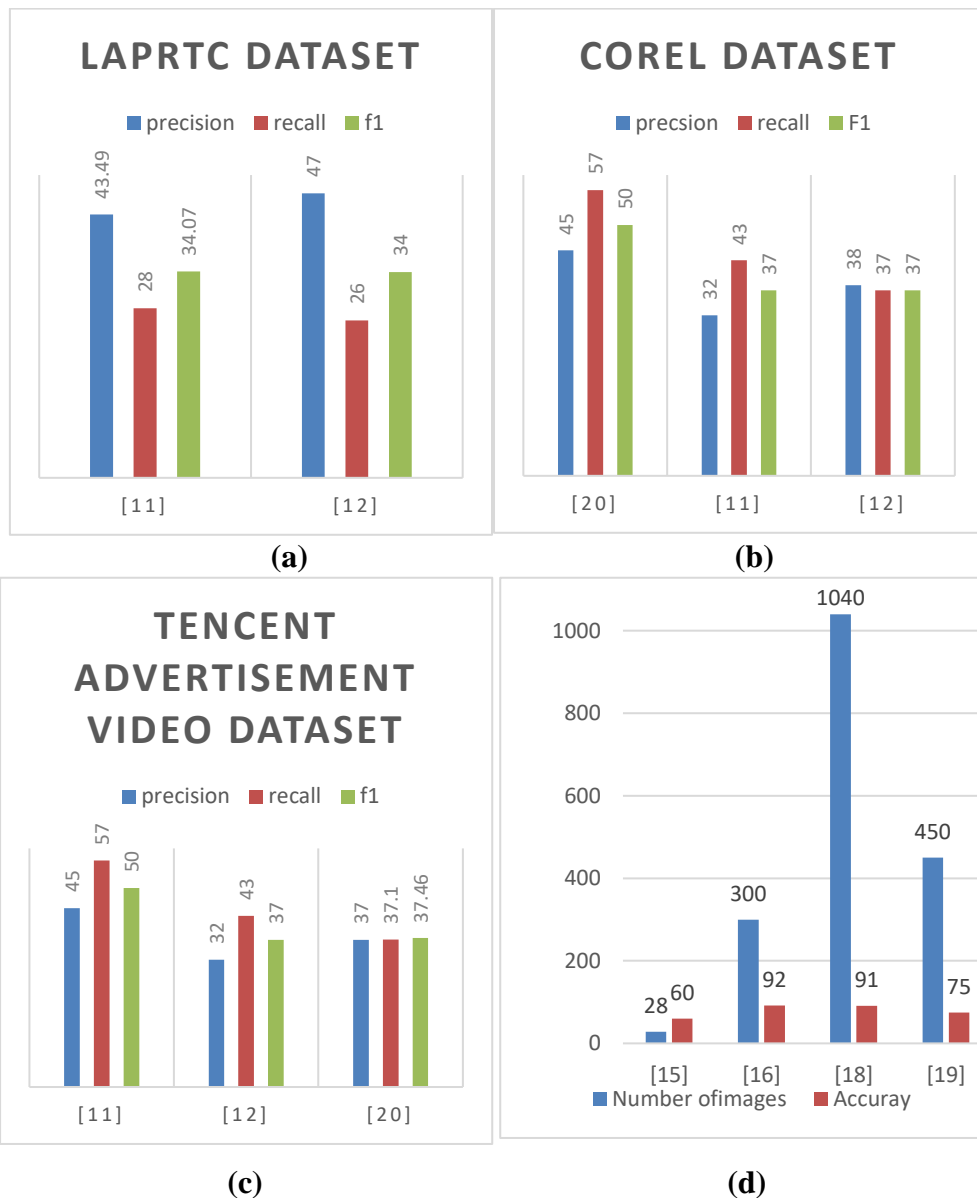 LAPRTC DATASET
precision recall f1
43.49 28 34.07 47 26 34
[11] [12]
(a)
COREL DATASET
precsion recall F1
45 57 50 32 43 37 38 37 37
[20] [11] [12]
(b)
TENCENT
ADVERTISEMENT
VIDEO DATASET
precision recall f1
45 57 50 32 43 37 37 37.1 37.46
[11] [12] [20]
(c)
1000
800
600
400
200
0
28 60 300 92 1040 91 450 75
[15] [16] [18] [19]
Number ofimages Accuray
(d)